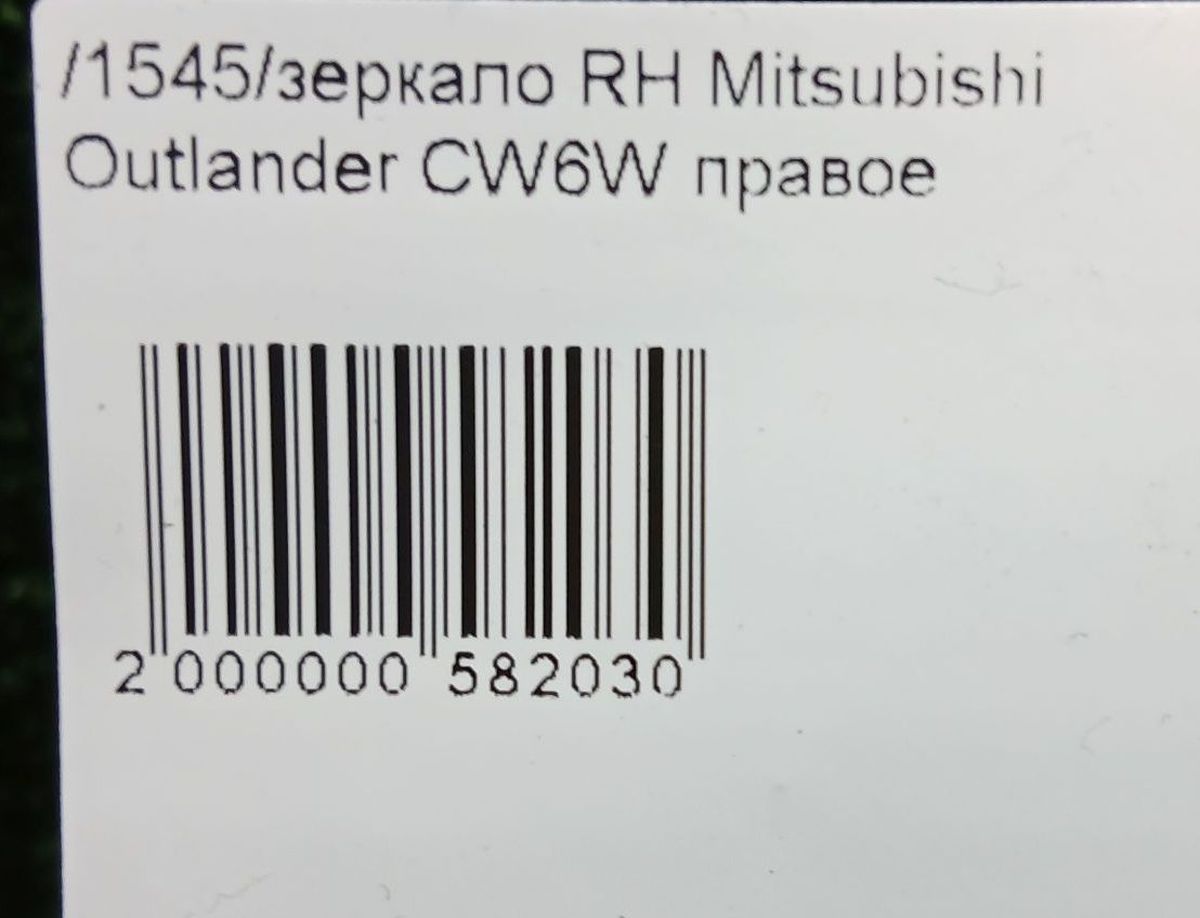 /1545/зеркало RH Mitsubishi
Outlander CW6W правое
2 000000 582030